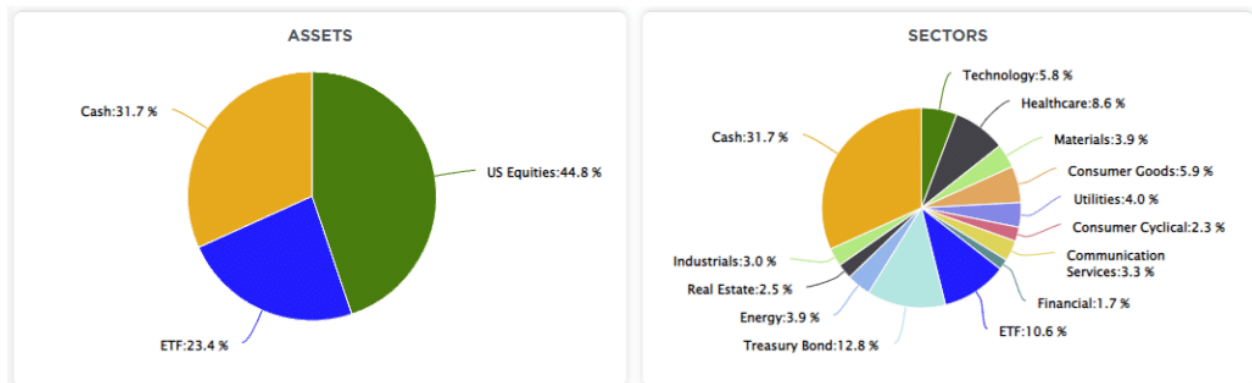 ASSETS
Cash:31.7 %
US Equities:44.8 %
ETF:23.4 %
SECTORS
Technology:5.8 %
Healthcare:8.6 %
Cash:31.7 %
Materials:3.9 %
Consumer Goods:5.9 %
Utilities:4.0 %
Consumer Cyclical:2.3 %
Communication
Services:3.3 %
Industrials:3.0 %
Real Estate:2.5 %
Financial:1.7 %
Energy:3.9 %
ETF:10.6 %
Treasury Bond:12.8 %